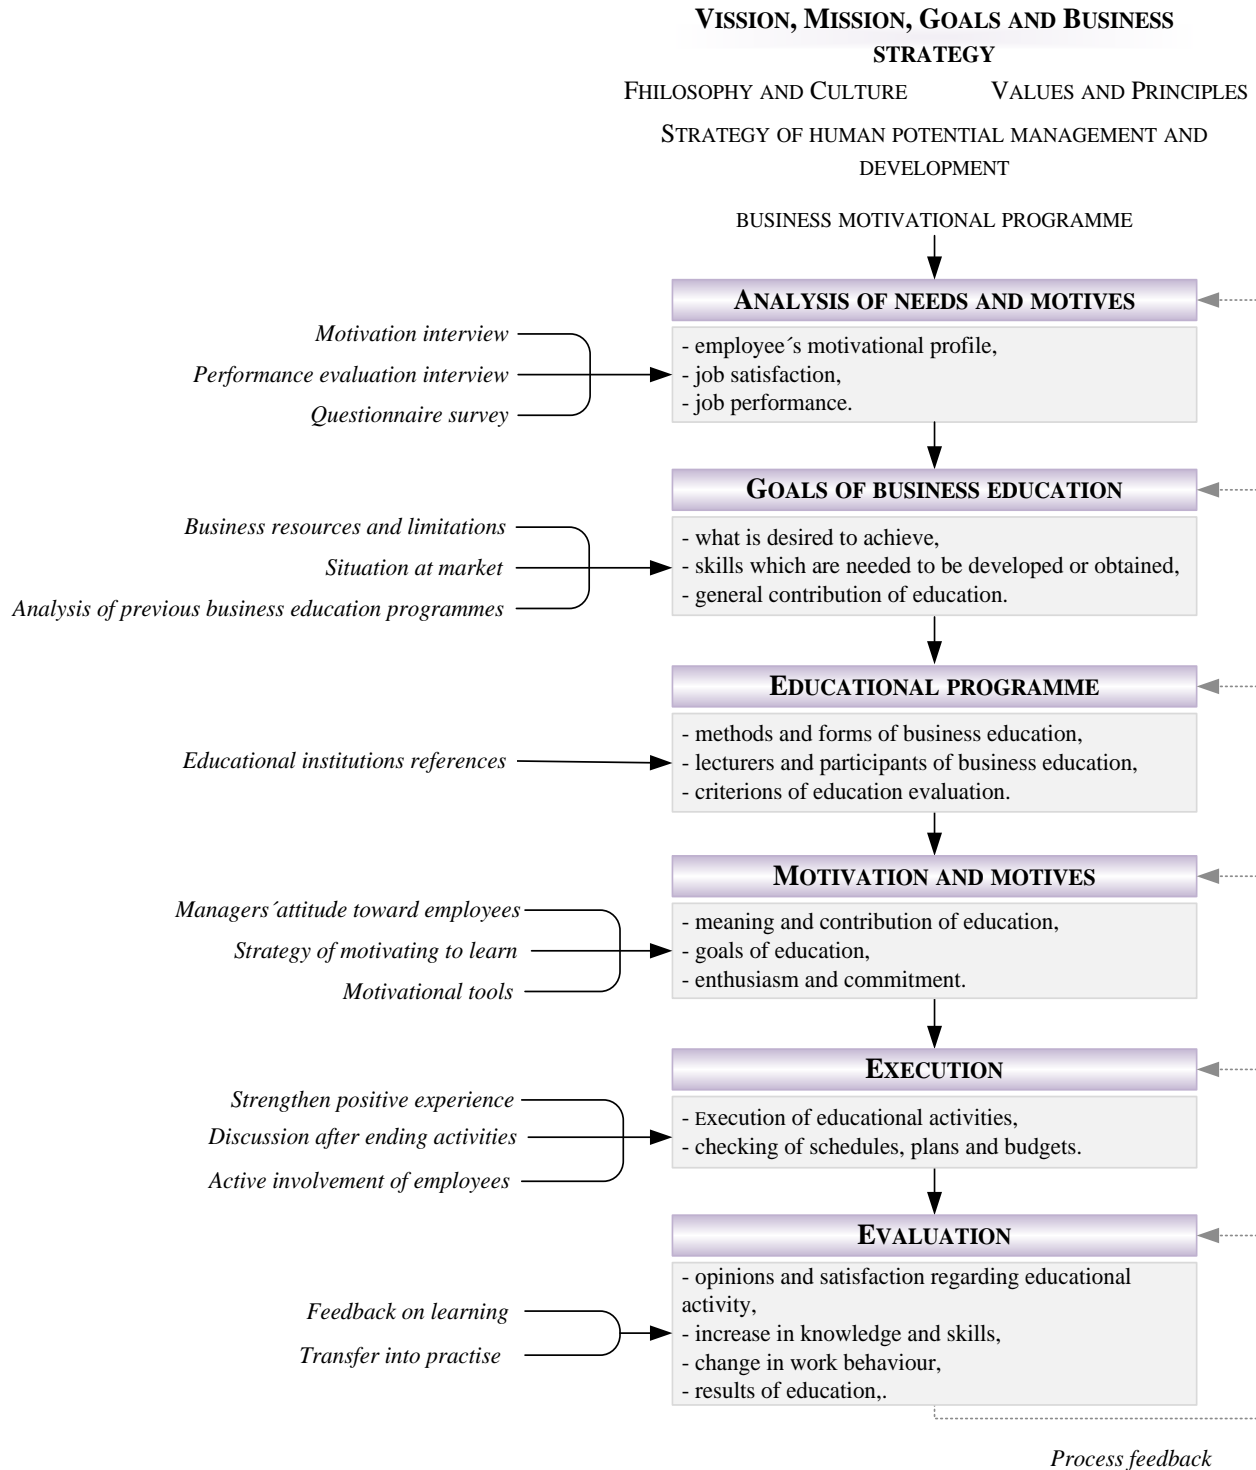 VISSION, MISSION, GOALS AND BUSINESS
STRATEGY
FHILOSOPHY AND CULTURE VALUES AND PRINCIPLES
STRATEGY OF HUMAN POTENTIAL MANAGEMENT AND
DEVELOPMENT
BUSINESS MOTIVATIONAL PROGRAMME
ANALYSIS OF NEEDS AND MOTIVES
Motivation interview
Performance evaluation interview
Questionnaire survey
- employee´s motivational profile,
- job satisfaction,
- job performance.
GOALS OF BUSINESS EDUCATION
Business resources and limitations
Situation at market
Analysis of previous business education programmes
- what is desired to achieve,
- skills which are needed to be developed or obtained,
- general contribution of education.
EDUCATIONAL PROGRAMME
Educational institutions references
- methods and forms of business education,
- lecturers and participants of business education,
- criterions of education evaluation.
MOTIVATION AND MOTIVES
Managers´attitude toward employees
Strategy of motivating to learn
Motivational tools
- meaning and contribution of education,
- goals of education,
- enthusiasm and commitment.
EXECUTION
Strengthen positive experience
Discussion after ending activities
Active involvement of employees
- Execution of educational activities,
- checking of schedules, plans and budgets.
EVALUATION
Feedback on learning
Transfer into practise
- opinions and satisfaction regarding educational
activity,
- increase in knowledge and skills,
- change in work behaviour,
- results of education,.
Process feedback